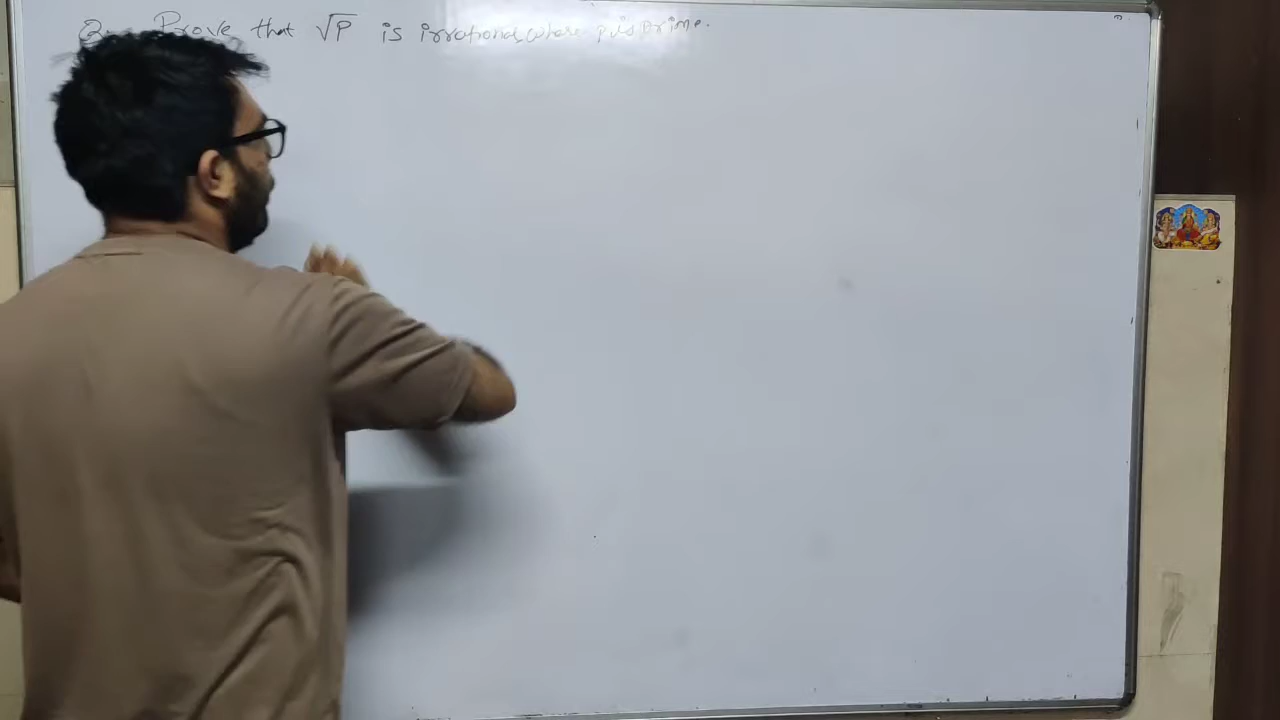 Prove that √P is irrational, where p is prime.